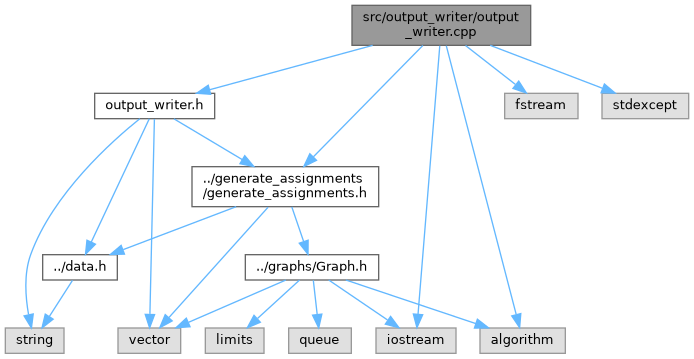 src/output_writer/output
_writer.cpp
output_writer.h
fstream
stdexcept
../generate_assignments
/generate_assignments.h
../data.h
../graphs/Graph.h
string
vector
limits
queue
iostream
algorithm